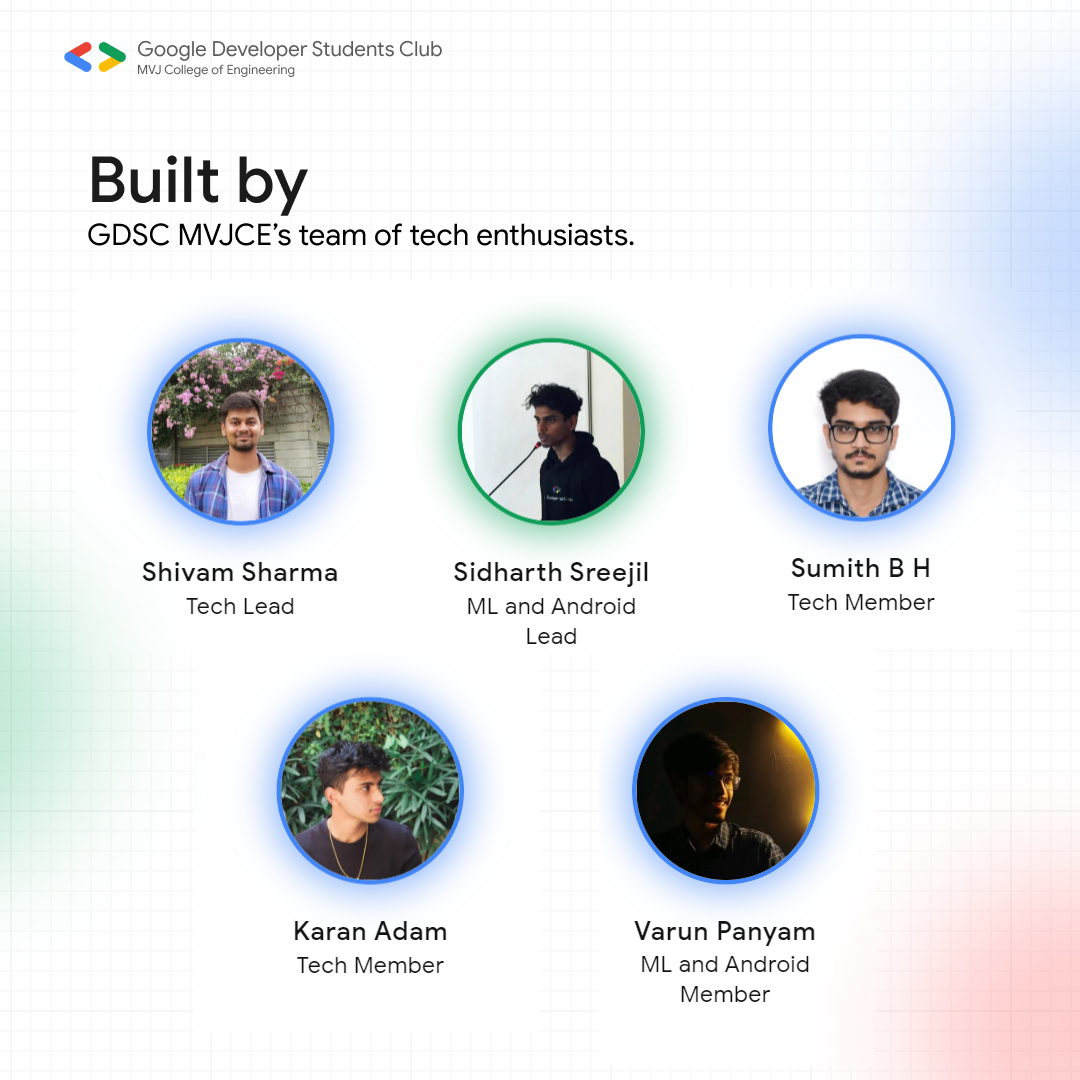 Google Developer Students Club
MVJ College of Engineering
Built by
GDSC MVJCE’s team of tech enthusiasts.
Shivam Sharma
Tech Lead
Sidharth Sreejil
ML and Android
Lead
Sumith B H
Tech Member
Karan Adam
Tech Member
Varun Panyam
ML and Android
Member